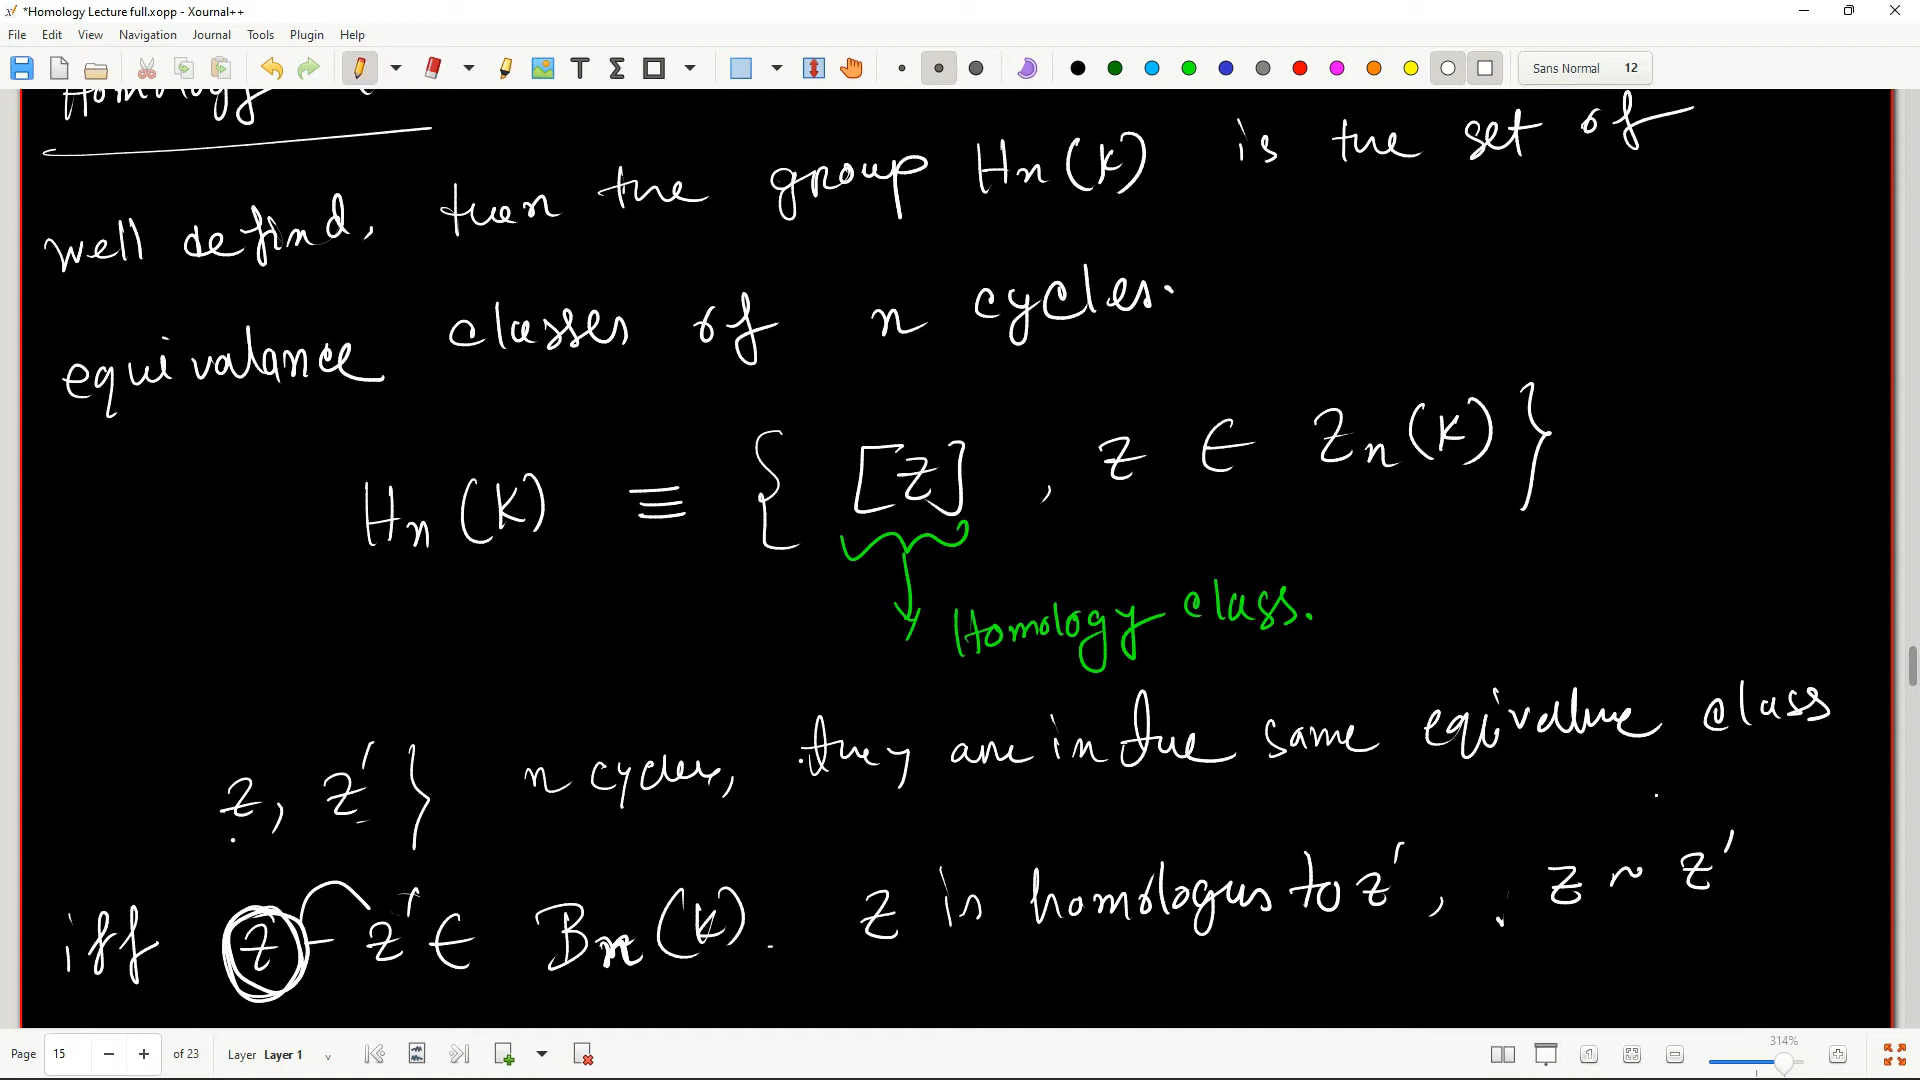 *Homology Lecture full.xopp - Xournal++
File Edit View Navigation Journal Tools Plugin Help
Sans Normal 12
Homology
well defind, then the group Hn (K) is the set of
equivalance classes of n cycles.
Hn (K) ≡ { [z] , z ∈ Zn (K) }
Homology class.
z, z' } n cycles, they are in the same eqivalence class
iff z - z' ∈ Bn (K). z is homologus to z', z ~ z'
314%
Page 15 of 23 Layer Layer 1